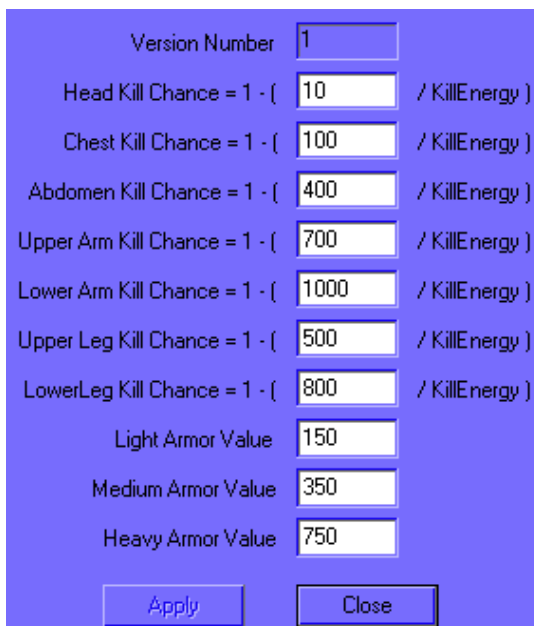 Version Number 1
Head Kill Chance = 1 - ( 10 / KillEnergy )
Chest Kill Chance = 1 - ( 100 / KillEnergy )
Abdomen Kill Chance = 1 - ( 400 / KillEnergy )
Upper Arm Kill Chance = 1 - ( 700 / KillEnergy )
Lower Arm Kill Chance = 1 - ( 1000 / KillEnergy )
Upper Leg Kill Chance = 1 - ( 500 / KillEnergy )
LowerLeg Kill Chance = 1 - ( 800 / KillEnergy )
Light Armor Value 150
Medium Armor Value 350
Heavy Armor Value 750
Apply Close